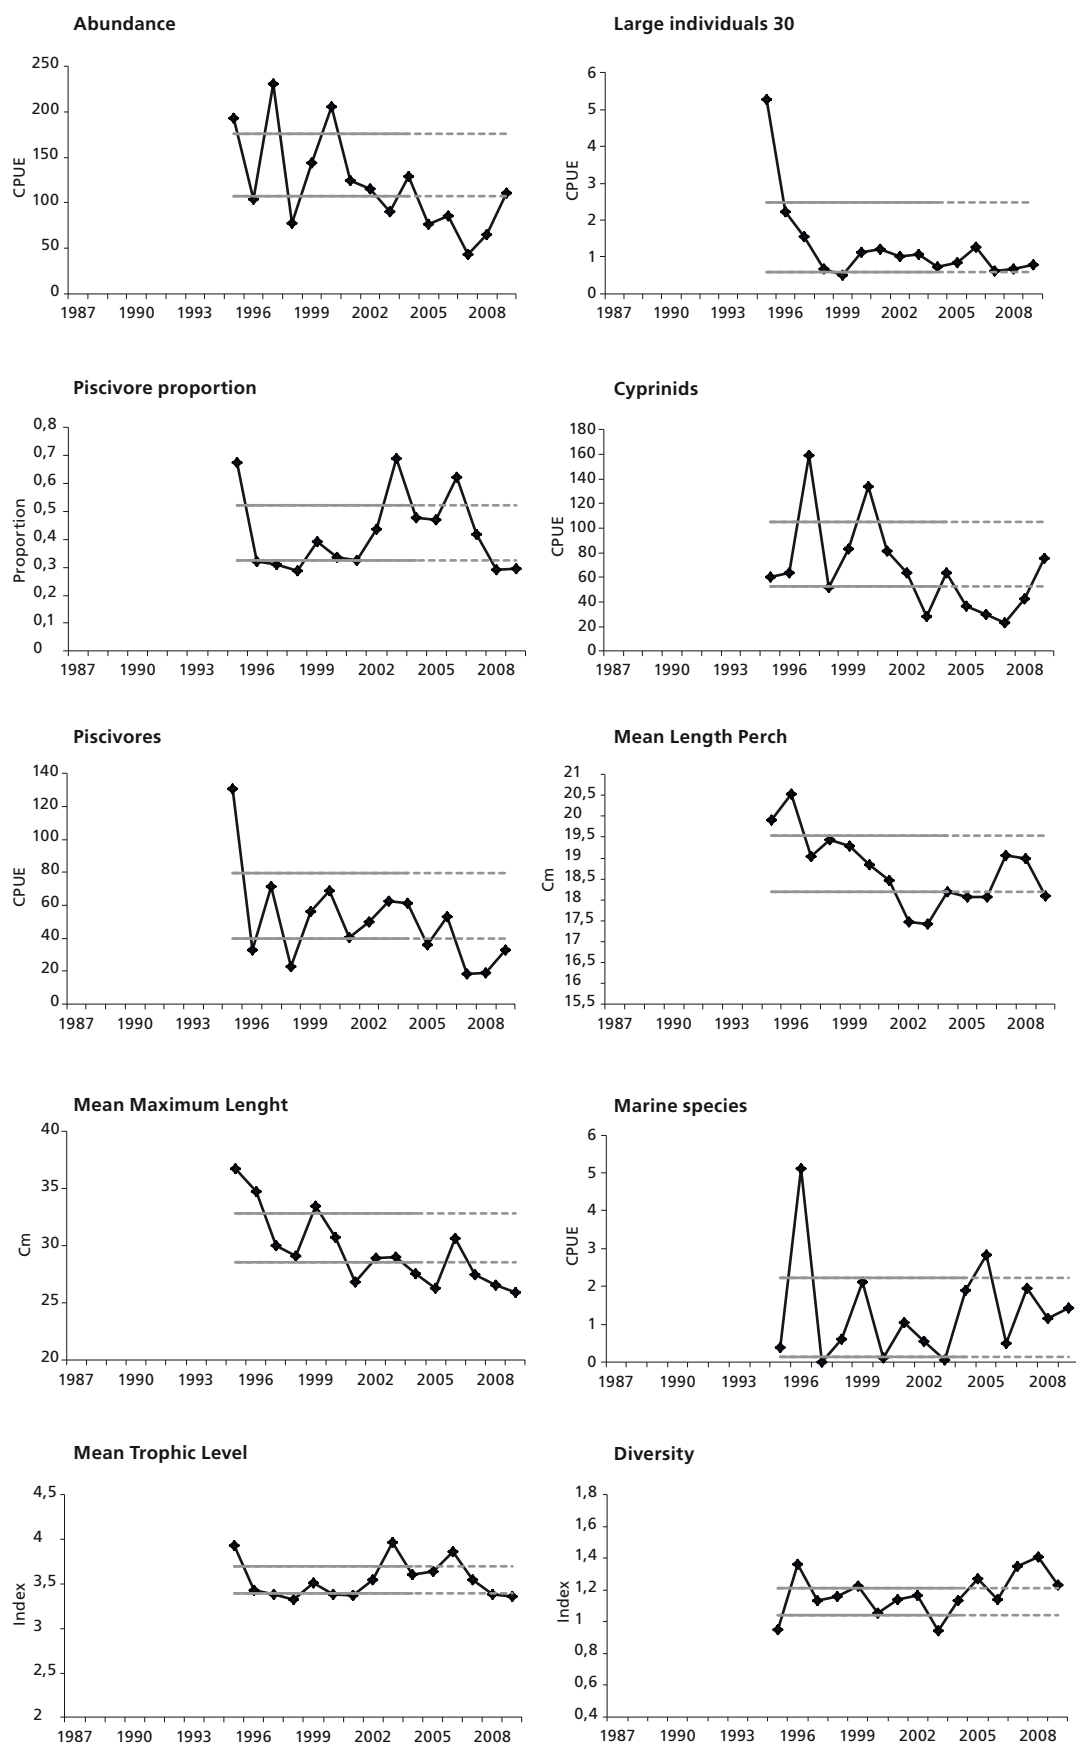 Abundance
CPUE
250
200
150
100
50
0
1987 1990 1993 1996 1999 2002 2005 2008
Large individuals 30
CPUE
6
5
4
3
2
1
0
1987 1990 1993 1996 1999 2002 2005 2008
Piscivore proportion
Proportion
0,8
0,7
0,6
0,5
0,4
0,3
0,2
0,1
0
1987 1990 1993 1996 1999 2002 2005 2008
Cyprinids
CPUE
180
160
140
120
100
80
60
40
20
0
1987 1990 1993 1996 1999 2002 2005 2008
Piscivores
CPUE
140
120
100
80
60
40
20
0
1987 1990 1993 1996 1999 2002 2005 2008
Mean Length Perch
Cm
21
20,5
20
19,5
19
18,5
18
17,5
17
16,5
16
15,5
1987 1990 1993 1996 1999 2002 2005 2008
Mean Maximum Lenght
Cm
40
35
30
25
20
1987 1990 1993 1996 1999 2002 2005 2008
Marine species
CPUE
6
5
4
3
2
1
0
1987 1990 1993 1996 1999 2002 2005 2008
Mean Trophic Level
Index
4,5
4
3,5
3
2,5
2
1987 1990 1993 1996 1999 2002 2005 2008
Diversity
Index
1,8
1,6
1,4
1,2
1
0,8
0,6
0,4
1987 1990 1993 1996 1999 2002 2005 2008